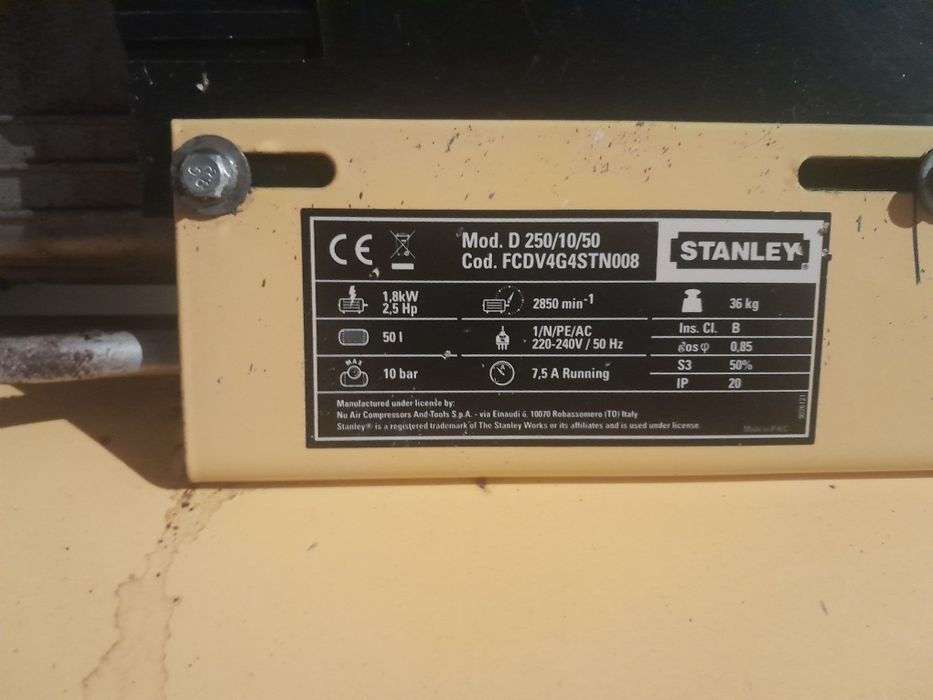 CE
Mod. D 250/10/50
Cod. FCDV4G4STN008
STANLEY®
1,8kW
2,5 Hp
2850 min-1
36 kg
50 l
1/N/PE/AC
220-240V / 50 Hz
Ins. Cl. B
cosφ 0,85
MAX
10 bar
7,5 A Running
S3 50%
IP 20
Manufactured under license by:
Nu Air Compressors And Tools S.p.A. - via Einaudi 6, 10070 Robassomero (TO) Italy
Stanley® is a registered trademark of The Stanley Works or its affiliates and is used under license.
Made in P.R.C.